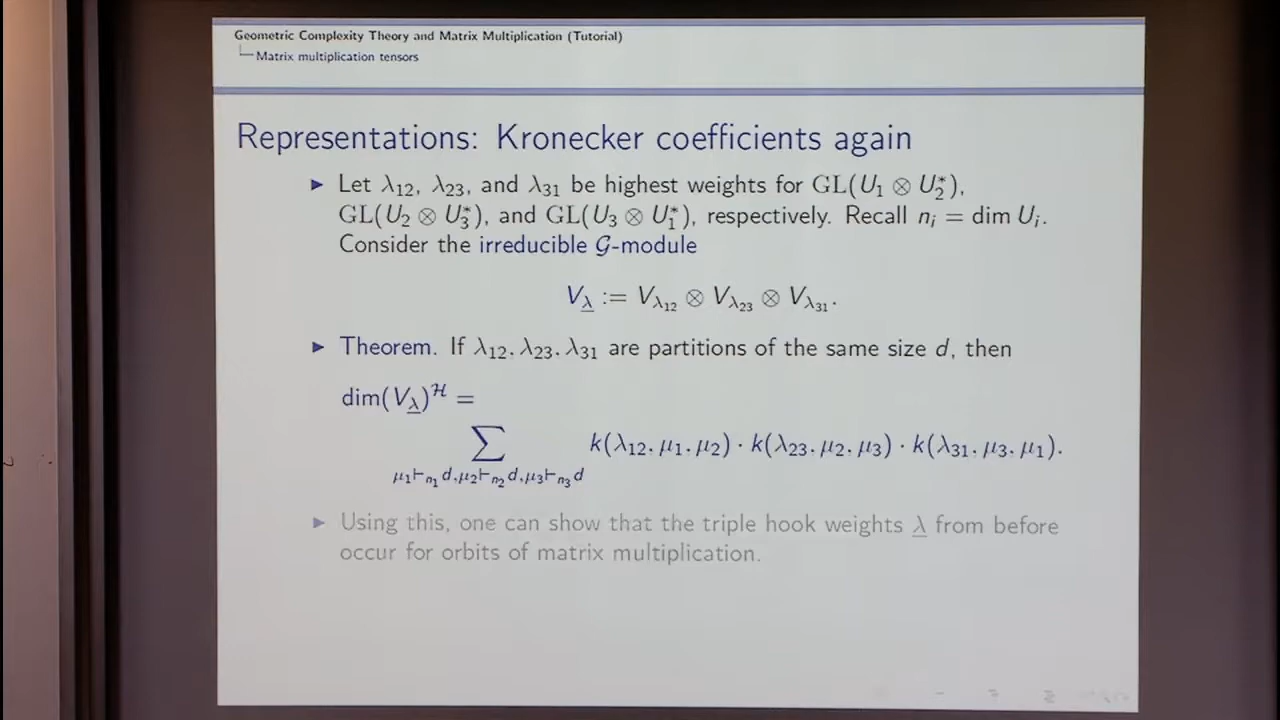 Geometric Complexity Theory and Matrix Multiplication (Tutorial)
Matrix multiplication tensors
Representations: Kronecker coefficients again
▶ Let λ₁₂, λ₂₃, and λ₃₁ be highest weights for GL(U₁ ⊗ U₂*),
GL(U₂ ⊗ U₃*), and GL(U₃ ⊗ U₁*), respectively. Recall nᵢ = dim Uᵢ.
Consider the irreducible 𝒢-module
V_λ̲ := V_λ₁₂ ⊗ V_λ₂₃ ⊗ V_λ₃₁.
▶ Theorem. If λ₁₂, λ₂₃, λ₃₁ are partitions of the same size d, then
dim(V_λ̲)^ℋ =
∑ k(λ₁₂, μ₁, μ₂) · k(λ₂₃, μ₂, μ₃) · k(λ₃₁, μ₃, μ₁).
μ₁⊢_n₁ d, μ₂⊢_n₂ d, μ₃⊢_n₃ d
▶ Using this, one can show that the triple hook weights λ̲ from before
occur for orbits of matrix multiplication.